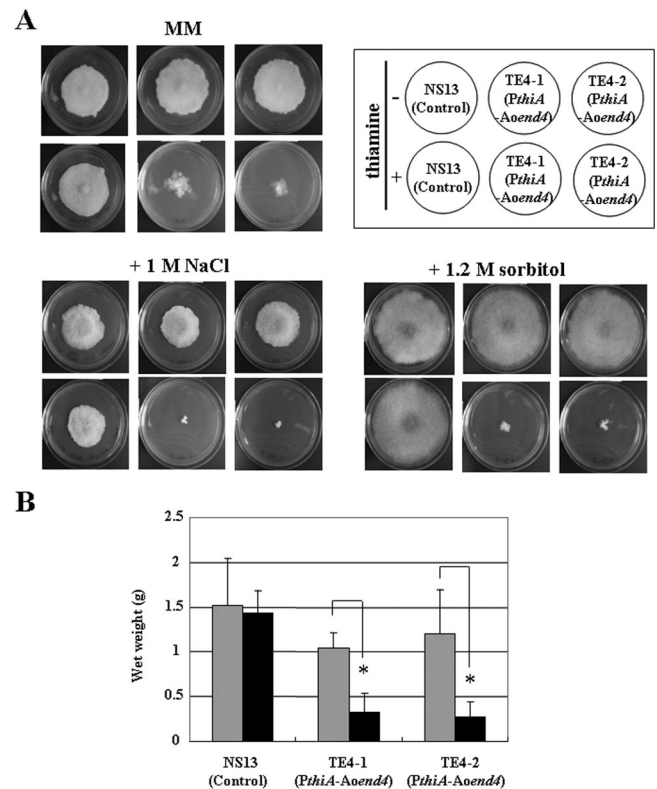 A
MM
thiamine
-
NS13
(Control)
TE4-1
(PthiA
-Aoend4)
TE4-2
(PthiA
-Aoend4)
+
NS13
(Control)
TE4-1
(PthiA
-Aoend4)
TE4-2
(PthiA
-Aoend4)
+ 1 M NaCl
+ 1.2 M sorbitol
B
Wet weight (g)
2.5
2
1.5
1
0.5
0
*
*
NS13
(Control)
TE4-1
(PthiA-Aoend4)
TE4-2
(PthiA-Aoend4)